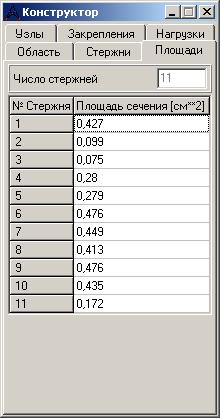 Конструктор
Узлы Закрепления Нагрузки
Область Стержни Площади
Число стержней 11
№ Стержня Площадь сечения [см**2]
1 0,427
2 0,099
3 0,075
4 0,28
5 0,279
6 0,476
7 0,449
8 0,413
9 0,476
10 0,435
11 0,172